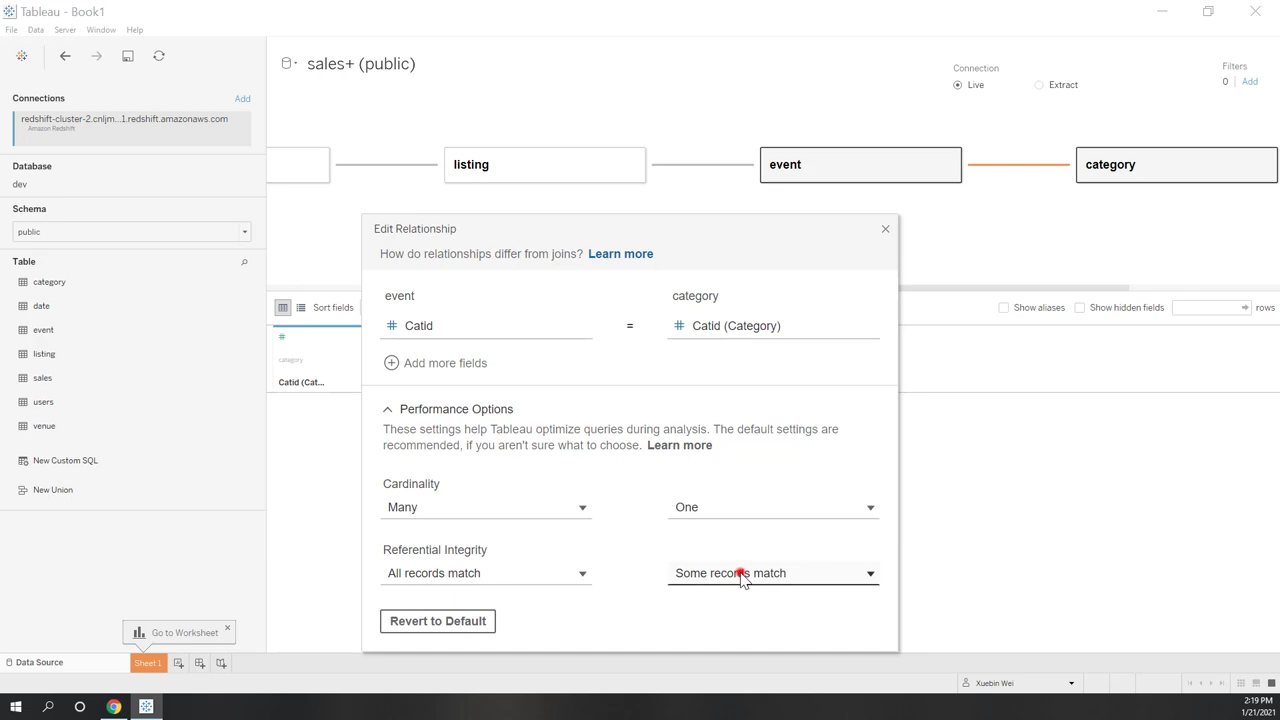 Tableau - Book1
File Data Server Window Help
sales+ (public)
Connection
Live Extract
Filters
0 Add
Connections Add
redshift-cluster-2.cnljm...1.redshift.amazonaws.com
Amazon Redshift
Database
dev
Schema
public
Table
category
date
event
listing
sales
users
venue
New Custom SQL
New Union
listing
event
category
Sort fields
Show aliases Show hidden fields rows
category
Catid (Cat...
Edit Relationship
How do relationships differ from joins? Learn more
event category
Catid = Catid (Category)
Add more fields
Performance Options
These settings help Tableau optimize queries during analysis. The default settings are
recommended, if you aren't sure what to choose. Learn more
Cardinality
Many One
Referential Integrity
All records match Some records match
Revert to Default
Go to Worksheet
Data Source Sheet 1
Xuebin Wei
2:19 PM
1/21/2021